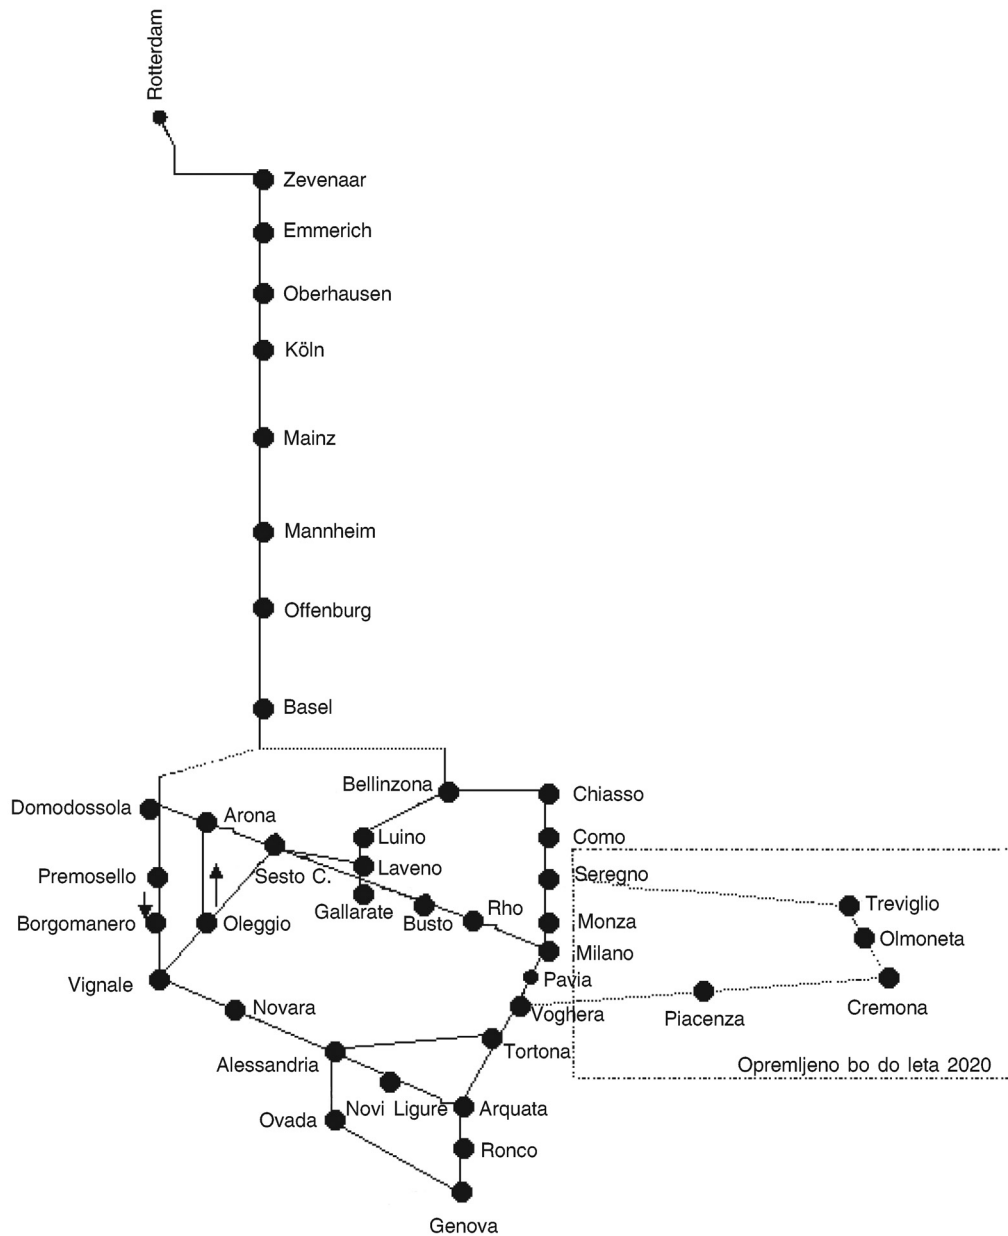 Rotterdam
Zevenaar
Emmerich
Oberhausen
Köln
Mainz
Mannheim
Offenburg
Basel
Bellinzona
Chiasso
Domodossola
Arona
Luino
Como
Laveno
Seregno
Premosello
Sesto C.
Gallarate
Busto
Rho
Treviglio
Borgomanero
Oleggio
Monza
Olmoneta
Milano
Vignale
Pavia
Novara
Voghera
Piacenza
Cremona
Alessandria
Tortona
Opremljeno bo do leta 2020
Ovada
Novi Ligure
Arquata
Ronco
Genova